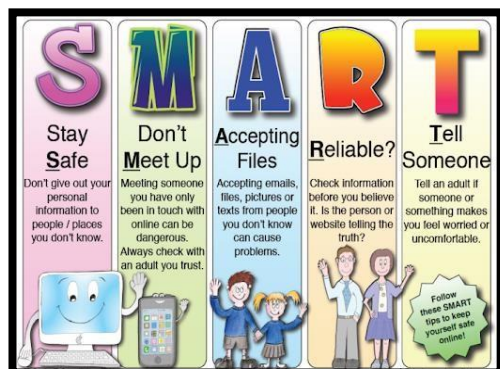 SMART
Stay
Safe
Don't give out your
personal
information to
people / places
you don't know.
Don't
Meet Up
Meeting someone
you have only
been in touch with
online can be
dangerous.
Always check with
an adult you trust.
Accepting
Files
Accepting emails,
files, pictures or
texts from people
you don't know
can cause
problems.
Reliable?
Check information
before you believe
it. Is the person or
website telling the
truth?
Tell
Someone
Tell an adult if
someone or
something makes
you feel worried or
uncomfortable.
Follow
these SMART
tips to keep
yourself safe
online!